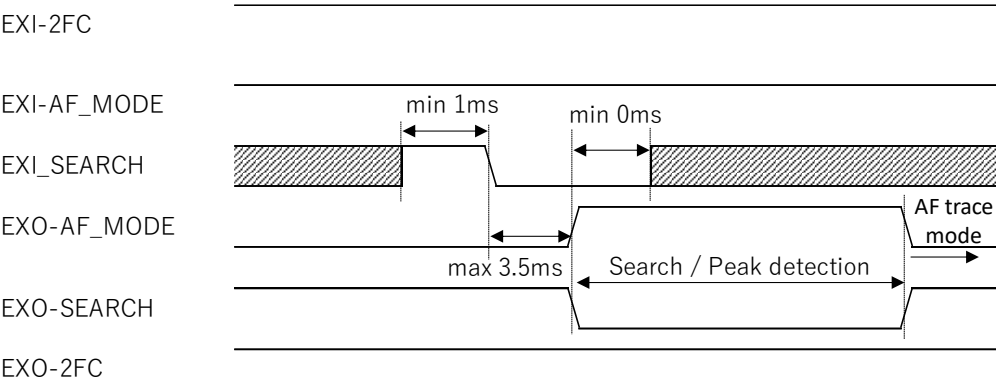 EXI-2FC
EXI-AF_MODE
min 1ms
min 0ms
EXI_SEARCH
EXO-AF_MODE
AF trace
mode
max 3.5ms
Search / Peak detection
EXO-SEARCH
EXO-2FC